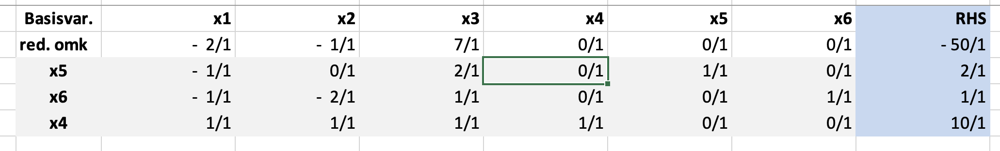 Basisvar. x1 x2 x3 x4 x5 x6 RHS
red. omk - 2/1 - 1/1 7/1 0/1 0/1 0/1 - 50/1
x5 - 1/1 0/1 2/1 0/1 1/1 0/1 2/1
x6 - 1/1 - 2/1 1/1 0/1 0/1 1/1 1/1
x4 1/1 1/1 1/1 1/1 0/1 0/1 10/1